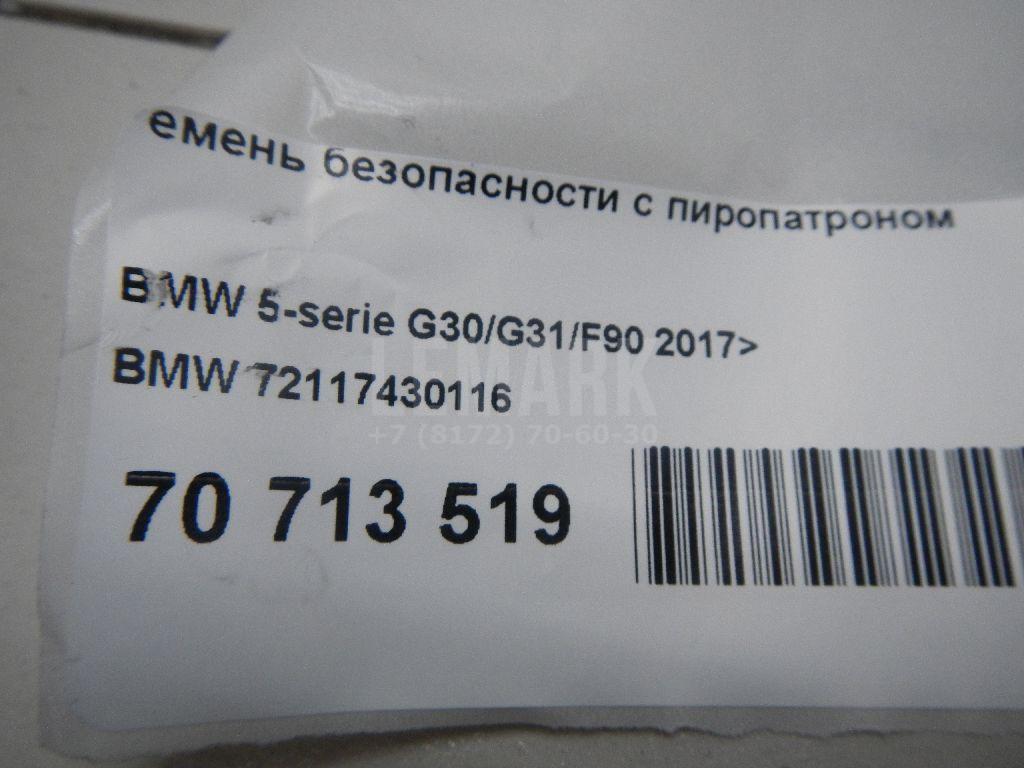 емень безопасности с пиропатроном
BMW 5-serie G30/G31/F90 2017>
BMW 72117430116
LEMARK
+7 (8172) 70-60-30
70 713 519